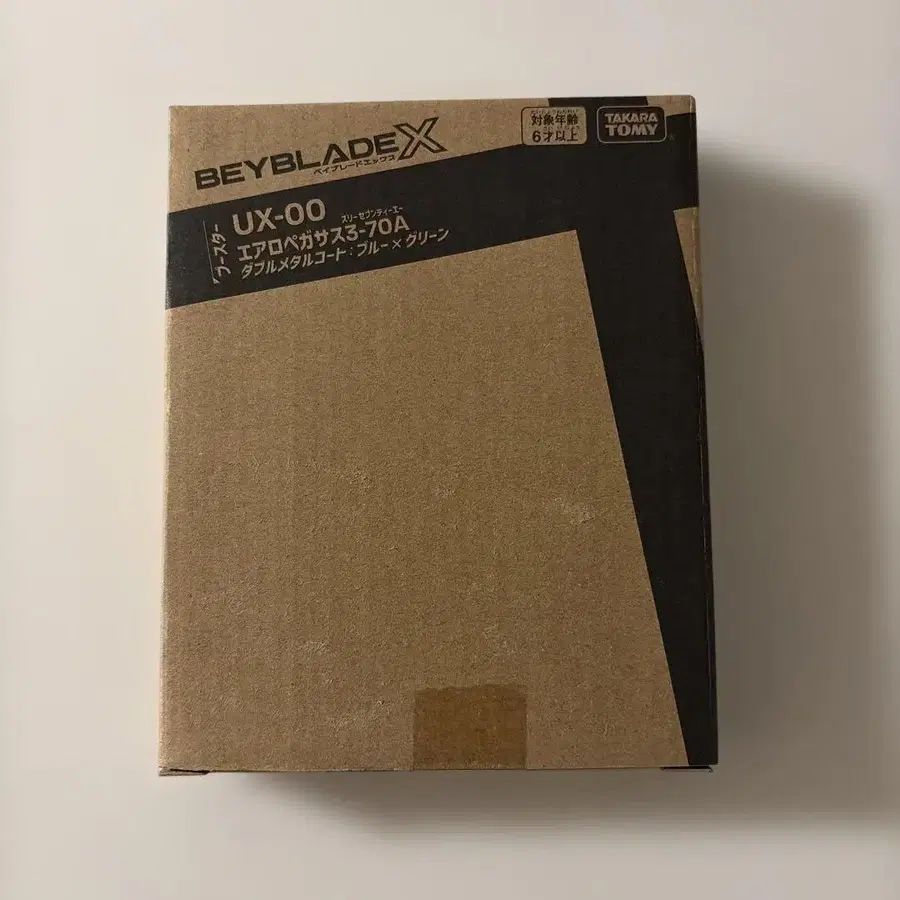 BEYBLADE X
ベイブレードエックス
対象年齢
6才以上
TAKARA
TOMY
ブースター
UX-00
スリーセブンティーエー
エアロペガサス3-70A
ダブルメタルコート：ブルー×グリーン